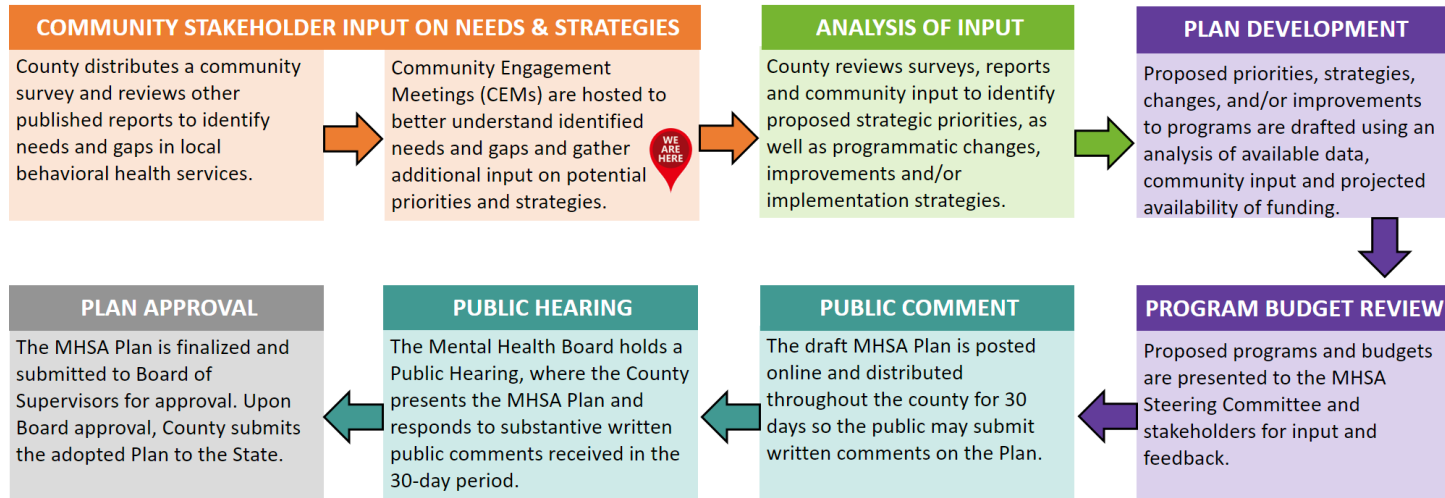 COMMUNITY STAKEHOLDER INPUT ON NEEDS & STRATEGIES
County distributes a community
survey and reviews other
published reports to identify
needs and gaps in local
behavioral health services.
Community Engagement
Meetings (CEMs) are hosted to
better understand identified
needs and gaps and gather
additional input on potential
priorities and strategies.
WE
ARE
HERE
ANALYSIS OF INPUT
County reviews surveys, reports
and community input to identify
proposed strategic priorities, as
well as programmatic changes,
improvements and/or
implementation strategies.
PLAN DEVELOPMENT
Proposed priorities, strategies,
changes, and/or improvements
to programs are drafted using an
analysis of available data,
community input and projected
availability of funding.
PROGRAM BUDGET REVIEW
Proposed programs and budgets
are presented to the MHSA
Steering Committee and
stakeholders for input and
feedback.
PUBLIC COMMENT
The draft MHSA Plan is posted
online and distributed
throughout the county for 30
days so the public may submit
written comments on the Plan.
PUBLIC HEARING
The Mental Health Board holds a
Public Hearing, where the County
presents the MHSA Plan and
responds to substantive written
public comments received in the
30-day period.
PLAN APPROVAL
The MHSA Plan is finalized and
submitted to Board of
Supervisors for approval. Upon
Board approval, County submits
the adopted Plan to the State.